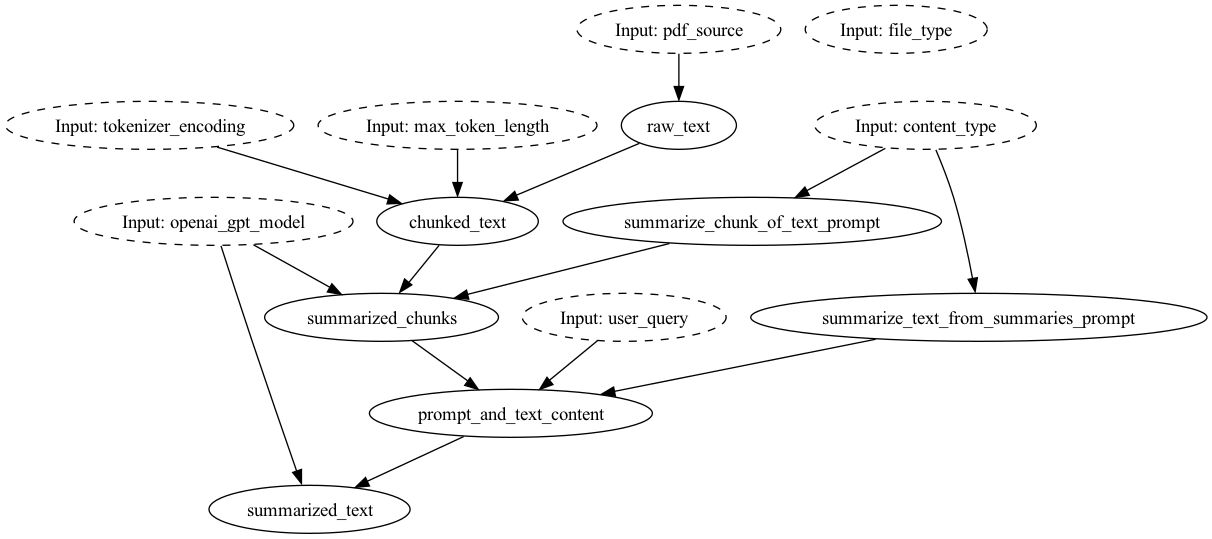 Input: pdf_source
Input: file_type
Input: tokenizer_encoding
Input: max_token_length
raw_text
Input: content_type
Input: openai_gpt_model
chunked_text
summarize_chunk_of_text_prompt
summarized_chunks
Input: user_query
summarize_text_from_summaries_prompt
prompt_and_text_content
summarized_text